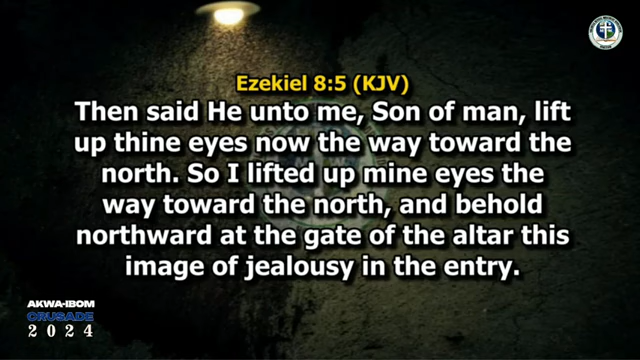 Ezekiel 8:5 (KJV)
Then said He unto me, Son of man, lift
up thine eyes now the way toward the
north. So I lifted up mine eyes the
way toward the north, and behold
northward at the gate of the altar this
image of jealousy in the entry.
AKWA-IBOM
CRUSADE
2024